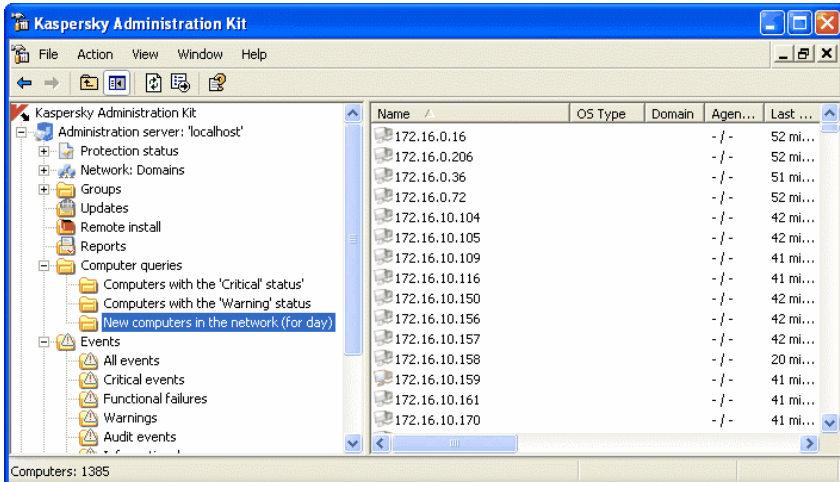 Kaspersky Administration Kit
File Action View Window Help
Kaspersky Administration Kit
Administration server: 'localhost'
Protection status
Network: Domains
Groups
Updates
Remote install
Reports
Computer queries
Computers with the 'Critical' status'
Computers with the 'Warning' status
New computers in the network (for day)
Events
All events
Critical events
Functional failures
Warnings
Audit events
Name OS Type Domain Agen... Last ...
172.16.0.16 - / - 52 mi...
172.16.0.206 - / - 52 mi...
172.16.0.36 - / - 51 mi...
172.16.0.72 - / - 52 mi...
172.16.10.104 - / - 42 mi...
172.16.10.105 - / - 42 mi...
172.16.10.109 - / - 41 mi...
172.16.10.116 - / - 41 mi...
172.16.10.150 - / - 42 mi...
172.16.10.156 - / - 42 mi...
172.16.10.157 - / - 42 mi...
172.16.10.158 - / - 20 mi...
172.16.10.159 - / - 41 mi...
172.16.10.161 - / - 41 mi...
172.16.10.170 - / - 41 mi...
Computers: 1385